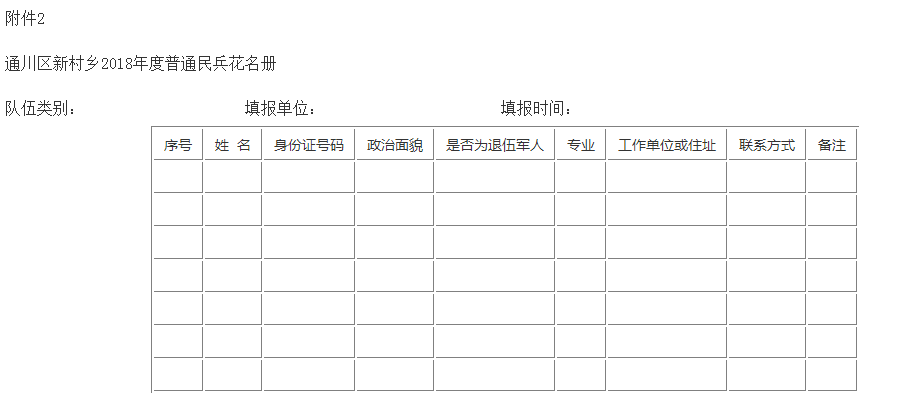 附件2
通川区新村乡2018年度普通民兵花名册
队伍类别: 填报单位: 填报时间:
序号 姓 名 身份证号码 政治面貌 是否为退伍军人 专业 工作单位或住址 联系方式 备注